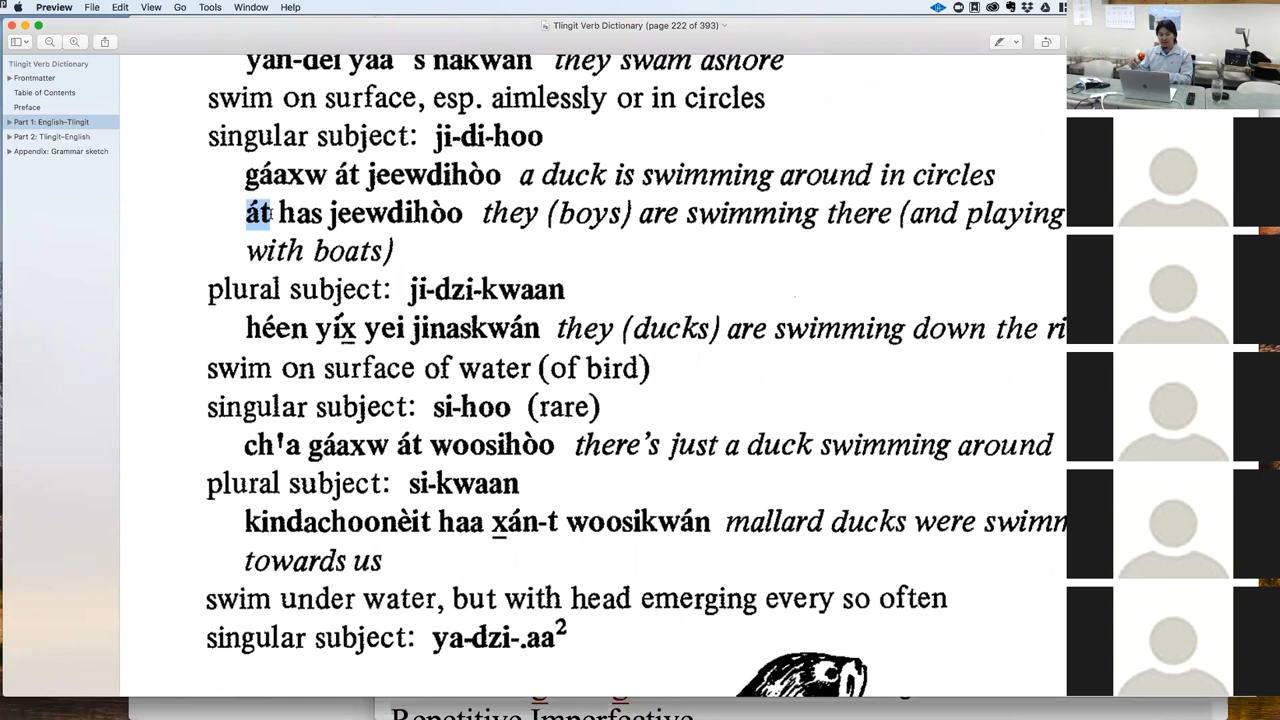 Preview File Edit View Go Tools Window Help
Tlingit Verb Dictionary (page 222 of 393)
Tlingit Verb Dictionary
Frontmatter
Table of Contents
Preface
Part 1: English–Tlingit
Part 2: Tlingit–English
Appendix: Grammar sketch
they swam ashore
swim on surface, esp. aimlessly or in circles
singular subject: ji-di-hoo
gáaxw át jeewdihòo a duck is swimming around in circles
át has jeewdihòo they (boys) are swimming there (and playing
with boats)
plural subject: ji-dzi-kwaan
héen yíx̲ yei jinaskwán they (ducks) are swimming down the ri
swim on surface of water (of bird)
singular subject: si-hoo (rare)
ch'a gáaxw át woosihòo there's just a duck swimming around
plural subject: si-kwaan
kindachoonèit haa x̲án-t woosikwán mallard ducks were swimm
towards us
swim under water, but with head emerging every so often
singular subject: ya-dzi-.aa²
Repetitive Imperfective